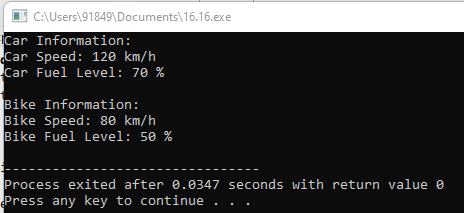 C:\Users\91849\Documents\16.16.exe
Car Information:
Car Speed: 120 km/h
Car Fuel Level: 70 %
Bike Information:
Bike Speed: 80 km/h
Bike Fuel Level: 50 %
--------------------------------
Process exited after 0.0347 seconds with return value 0
Press any key to continue . . .